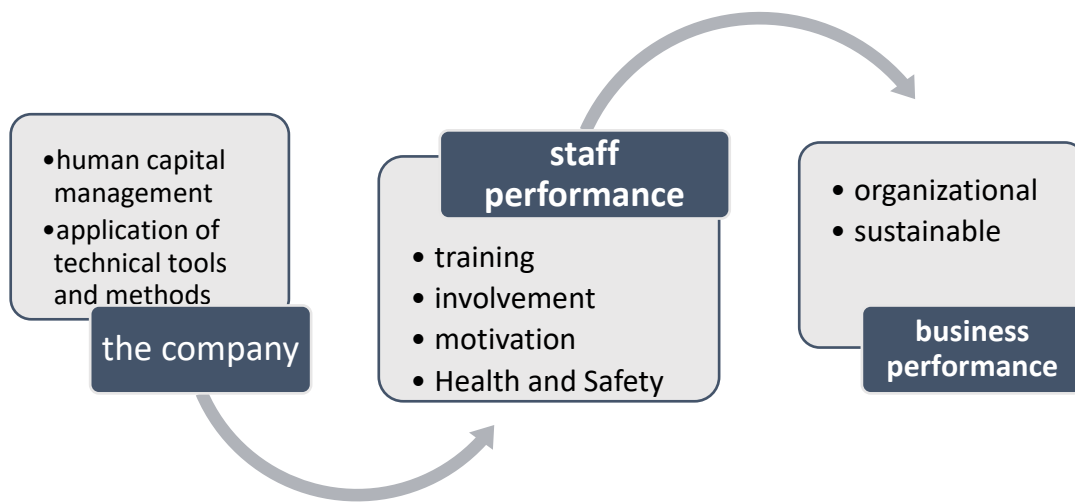 •human capital
management
•application of
technical tools
and methods
the company
staff
performance
• training
• involvement
• motivation
• Health and Safety
• organizational
• sustainable
business
performance